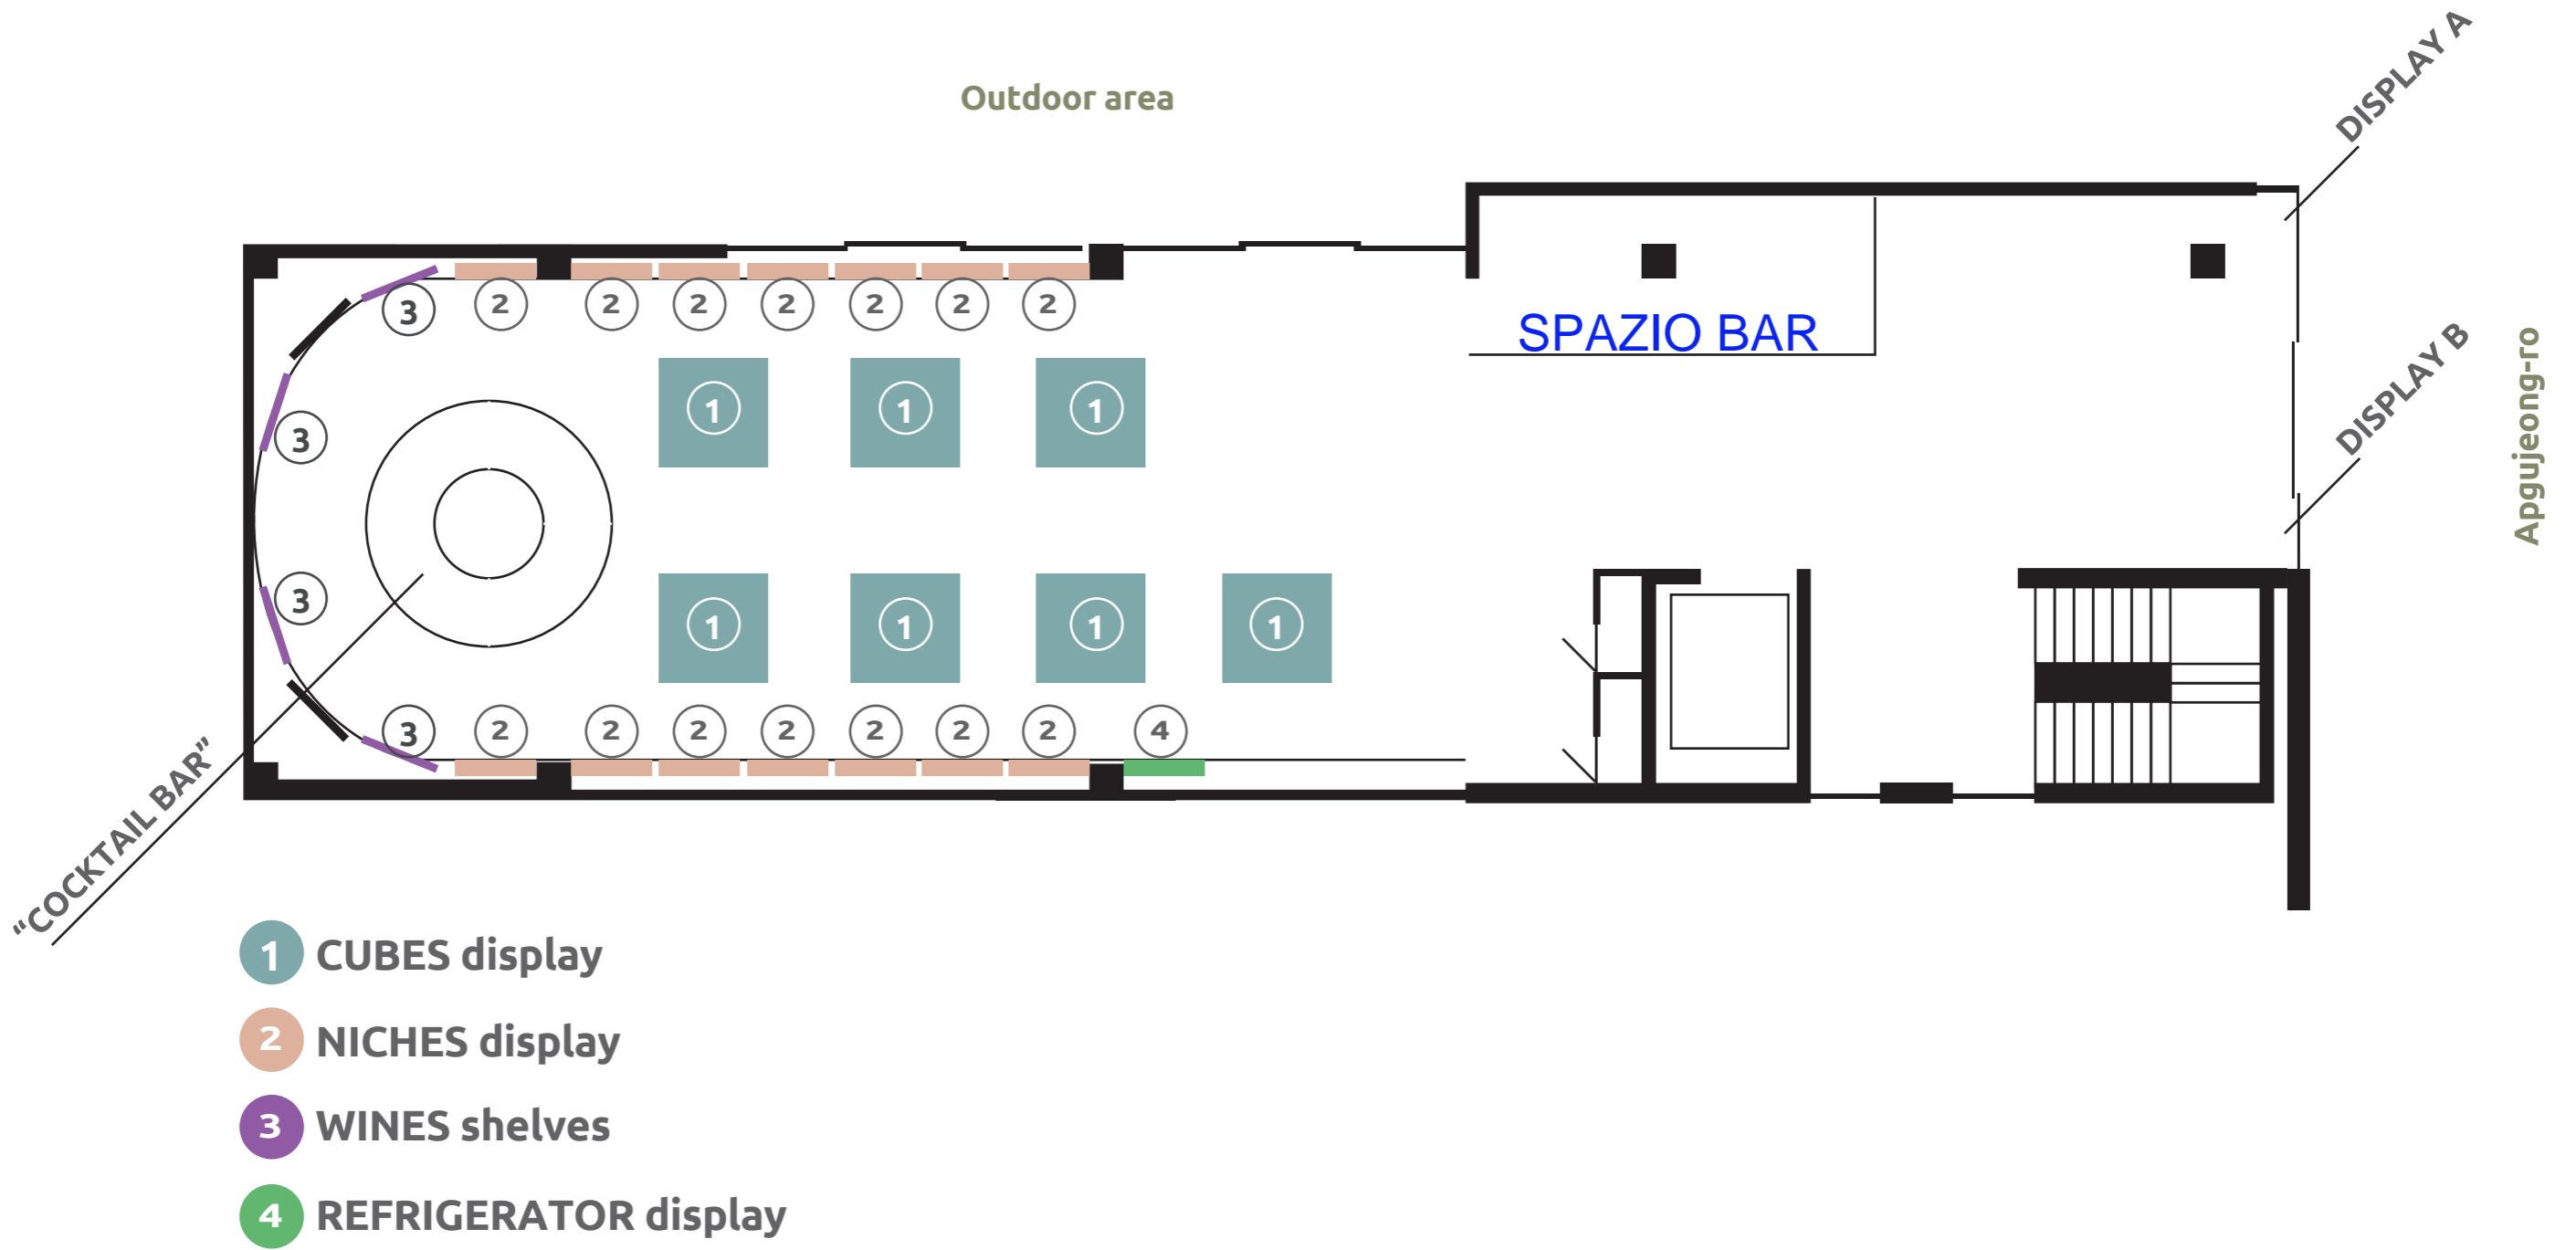 DISPLAY A
Outdoor area
SPAZIO BAR
DISPLAY B
Apgujeong-ro
3 2 2 2 2 2 2 2
1 1 1
3
3
1 1 1 1
3 2 2 2 2 2 2 2 4
“COCKTAIL BAR”
1 CUBES display
2 NICHES display
3 WINES shelves
4 REFRIGERATOR display